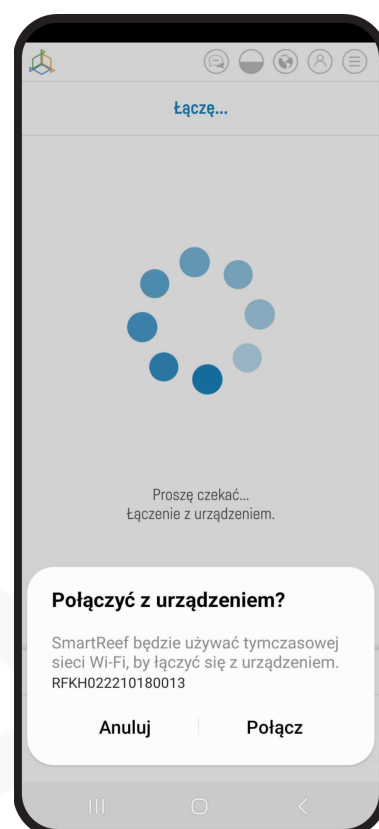 Łączę...
Proszę czekać...
Łączenie z urządzeniem.
Połączyć z urządzeniem?
SmartReef będzie używać tymczasowej
sieci Wi-Fi, by łączyć się z urządzeniem.
RFKH022210180013
Anuluj
Połącz